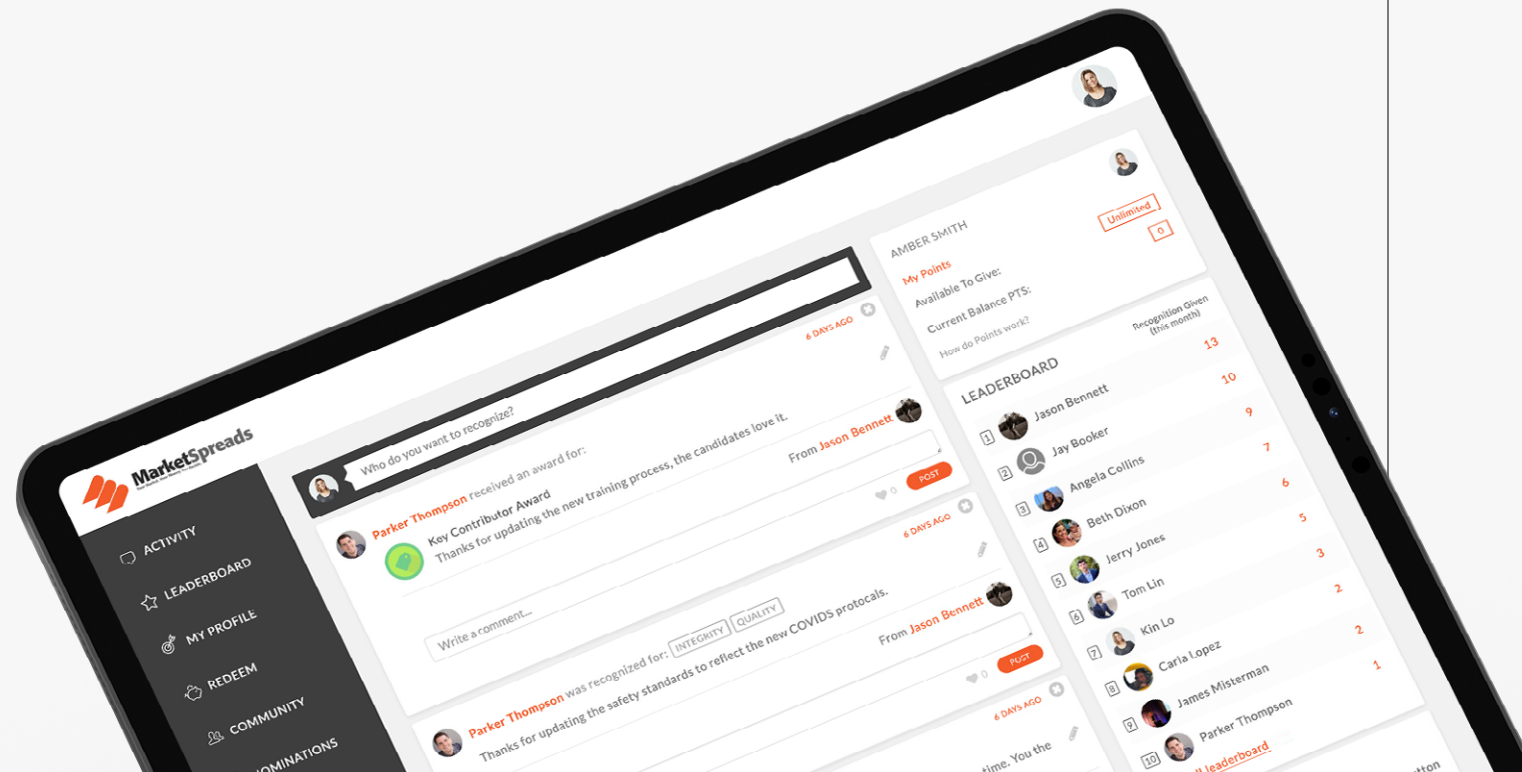 MarketSpreads
ACTIVITY
LEADERBOARD
MY PROFILE
REDEEM
COMMUNITY
OMINATIONS
Who do you want to recognize?
6 DAYS AGO
Parker Thompson received an award for:
Key Contributor Award
Thanks for updating the new training process, the candidates love it.
From Jason Bennett
Write a comment...
0
POST
6 DAYS AGO
Parker Thompson was recognized for: INTEGRITY QUALITY
Thanks for updating the safety standards to reflect the new COVIDS protocals.
From Jason Bennett
0
POST
6 DAYS AGO
time. You the
AMBER SMITH
My Points
Available To Give: Unlimited
Current Balance PTS: 0
How do Points work?
LEADERBOARD
Recognition Given
(this month)
1 Jason Bennett 13
2 Jay Booker 10
3 Angela Collins 9
4 Beth Dixon 7
5 Jerry Jones 6
6 Tom Lin 5
7 Kin Lo 3
8 Carla Lopez 2
9 James Misterman 2
10 Parker Thompson 1
leaderboard
tton